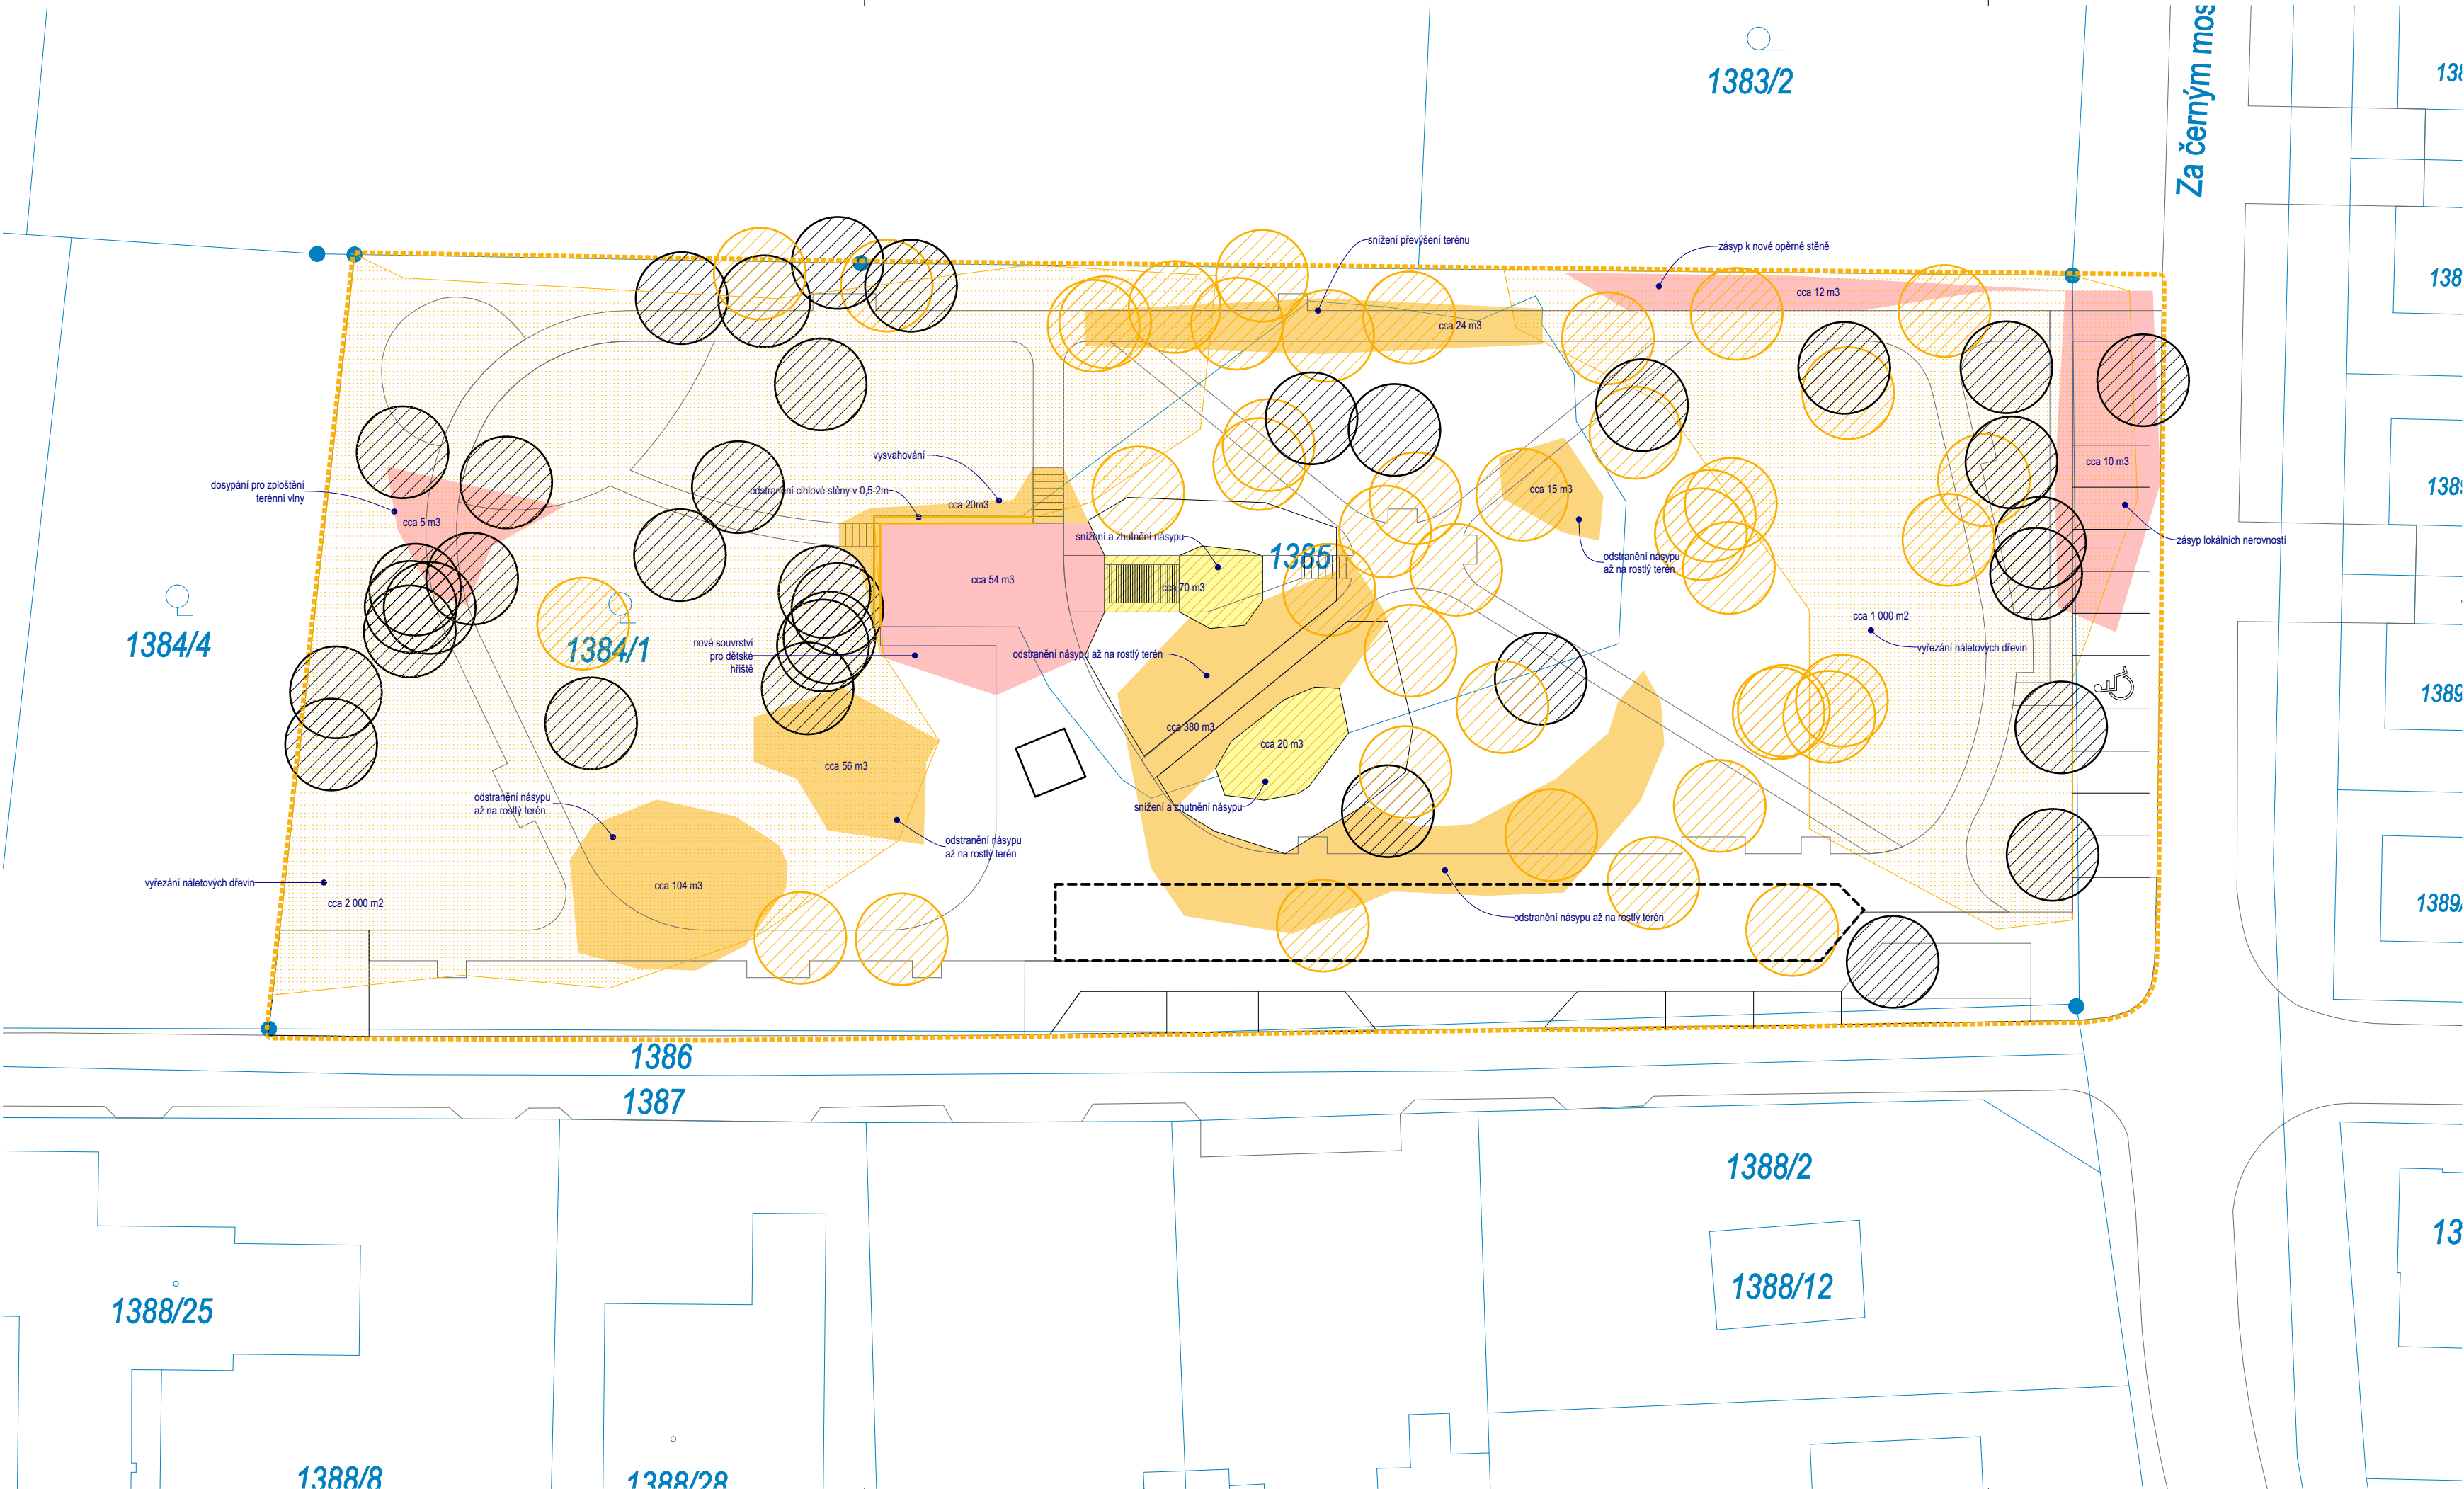 1383/2
Za černým mos
138
snížení převýšení terénu
zásyp k nové opěrné stěně
138
cca 12 m3
cca 24 m3
vysvahování
cca 10 m3
dosypání pro zploštění
terénní vlny
odstranění cihlové stěny v 0,5-2m
cca 15 m3
1389
cca 20m3
cca 5 m3
snížení a zhutnění násypu
1385
odstranění násypu
až na rostlý terén
zásyp lokálních nerovností
cca 54 m3
cca 70 m3
1384/4
1384/1
nové souvrství
pro dětské
hřiště
odstranění násypu až na rostlý terén
cca 1 000 m2
vyřezání náletových dřevin
1389
cca 380 m3
cca 20 m3
cca 56 m3
odstranění násypu
až na rostlý terén
snížení a zhutnění násypu
odstranění násypu
až na rostlý terén
vyřezání náletových dřevin
cca 104 m3
cca 2 000 m2
odstranění násypu až na rostlý terén
1389/
1386
1387
1388/2
13
1388/25
1388/12
1388/8
1388/28